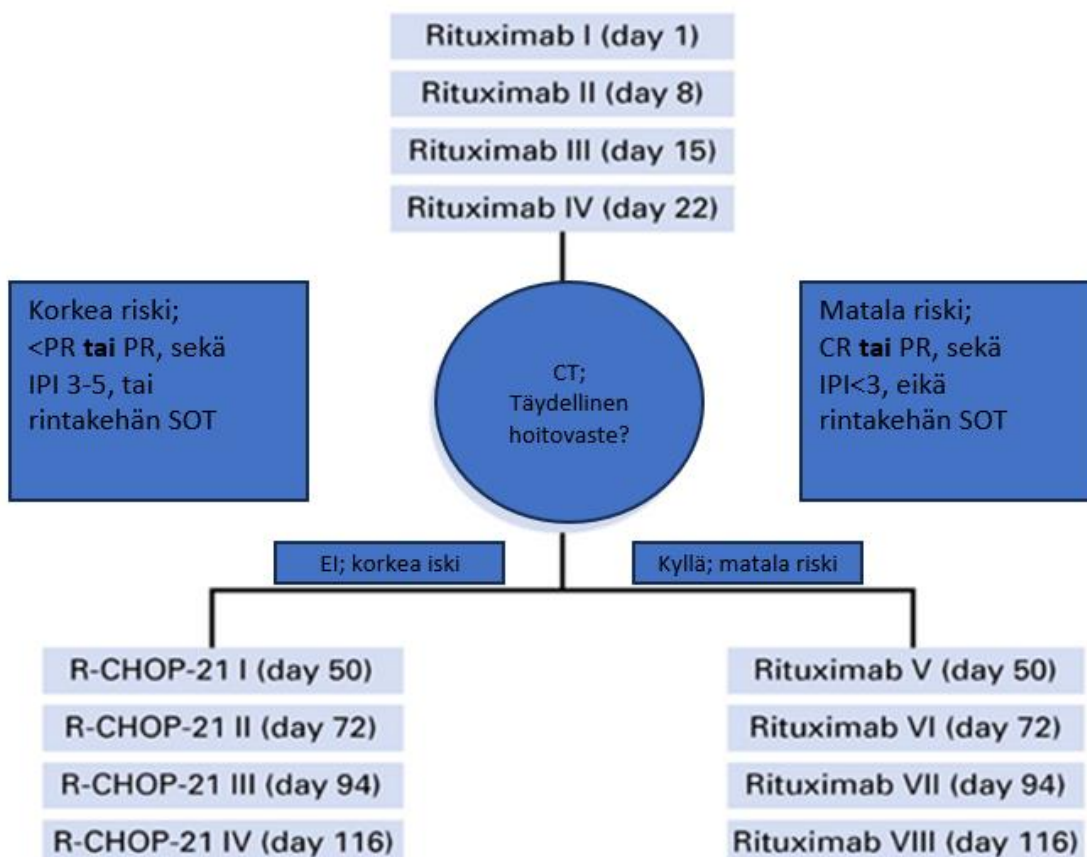 Rituximab I (day 1)
Rituximab II (day 8)
Rituximab III (day 15)
Rituximab IV (day 22)
Korkea riski;
<PR tai PR, sekä
IPI 3-5, tai
rintakehän SOT
CT;
Täydellinen
hoitovaste?
Matala riski;
CR tai PR, sekä
IPI<3, eikä
rintakehän SOT
EI; korkea iski
Kyllä; matala riski
R-CHOP-21 I (day 50)
R-CHOP-21 II (day 72)
R-CHOP-21 III (day 94)
R-CHOP-21 IV (day 116)
Rituximab V (day 50)
Rituximab VI (day 72)
Rituximab VII (day 94)
Rituximab VIII (day 116)